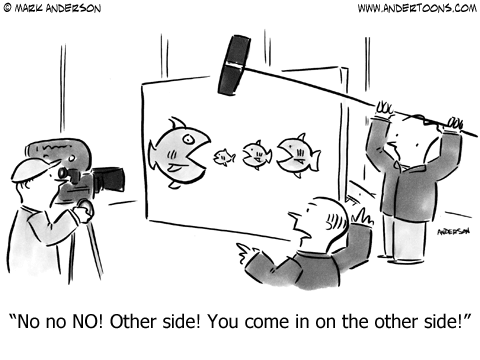 © MARK ANDERSON
WWW.ANDERTOONS.COM
ANDERSON
“No no NO! Other side! You come in on the other side!”